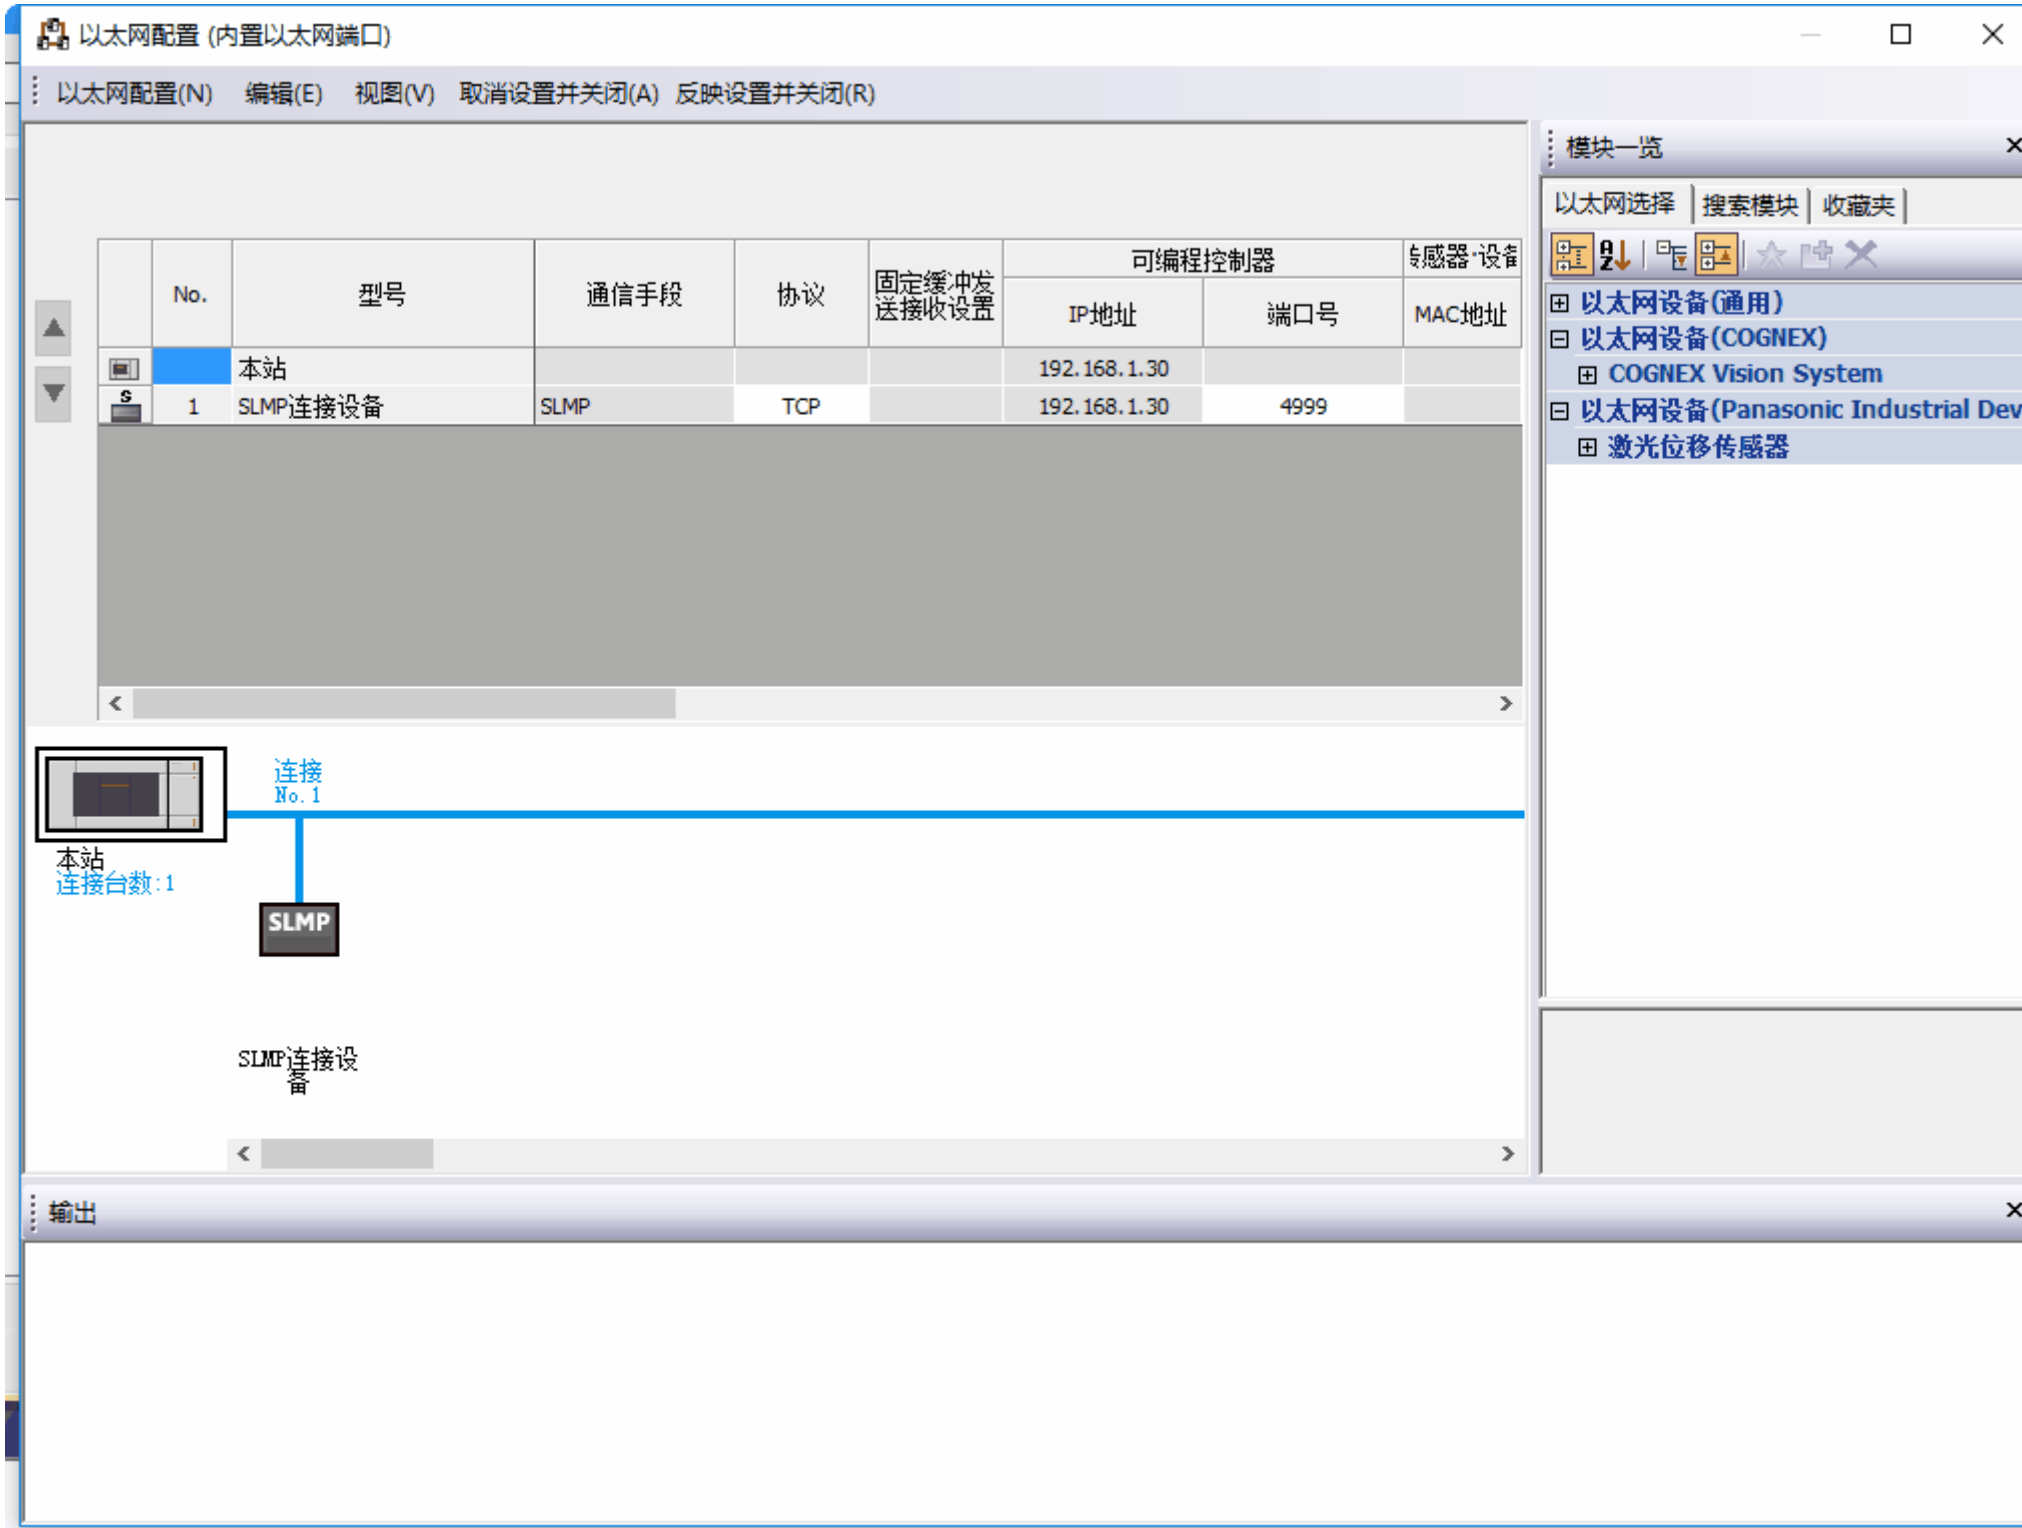 以太网配置 (内置以太网端口)
以太网配置(N) 编辑(E) 视图(V) 取消设置并关闭(A) 反映设置并关闭(R)
No. 型号 通信手段 协议 固定缓冲发
送接收设置 可编程控制器 感器·设备
IP地址 端口号 MAC地址
本站 192.168.1.30
1 SLMP连接设备 SLMP TCP 192.168.1.30 4999
连接
No.1
本站
连接台数:1
SLMP
SLMP连接设
备
模块一览
以太网选择 搜索模块 收藏夹
以太网设备(通用)
以太网设备(COGNEX)
COGNEX Vision System
以太网设备(Panasonic Industrial Dev
激光位移传感器
输出